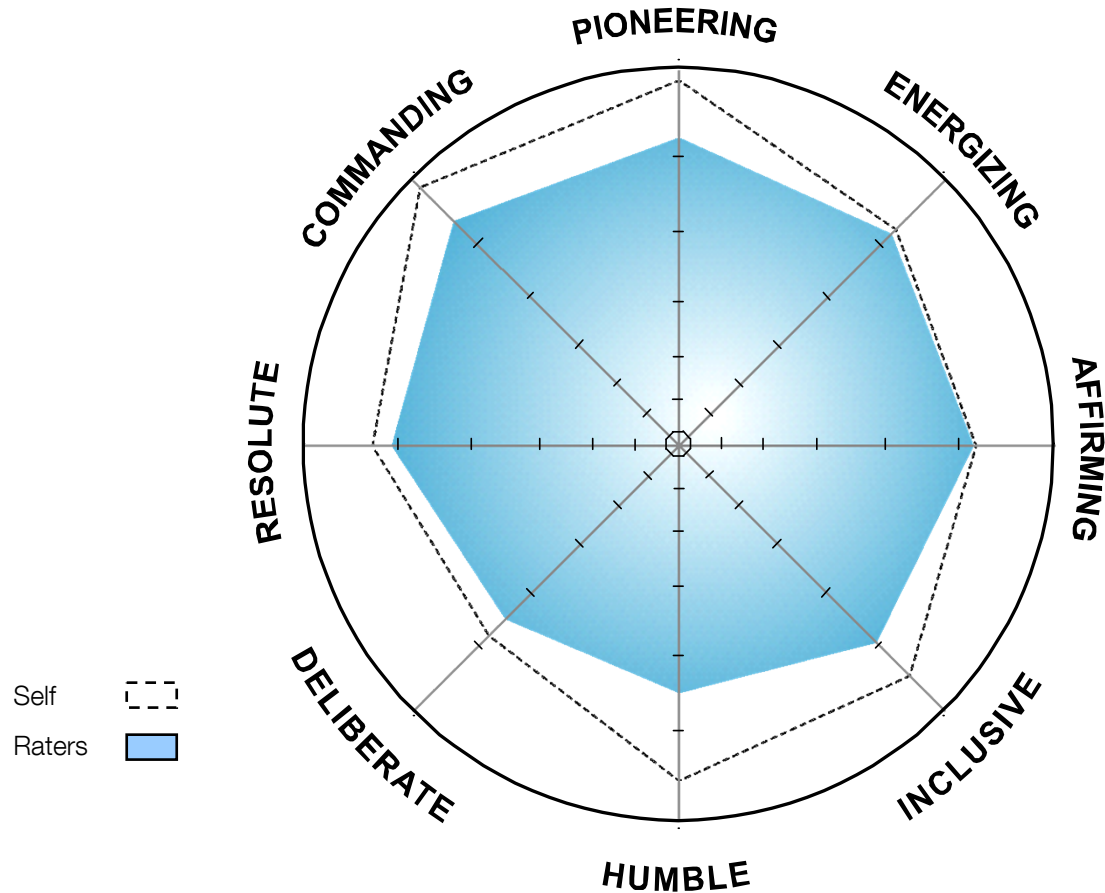 PIONEERING
ENERGIZING
AFFIRMING
INCLUSIVE
HUMBLE
DELIBERATE
RESOLUTE
COMMANDING
Self
Raters